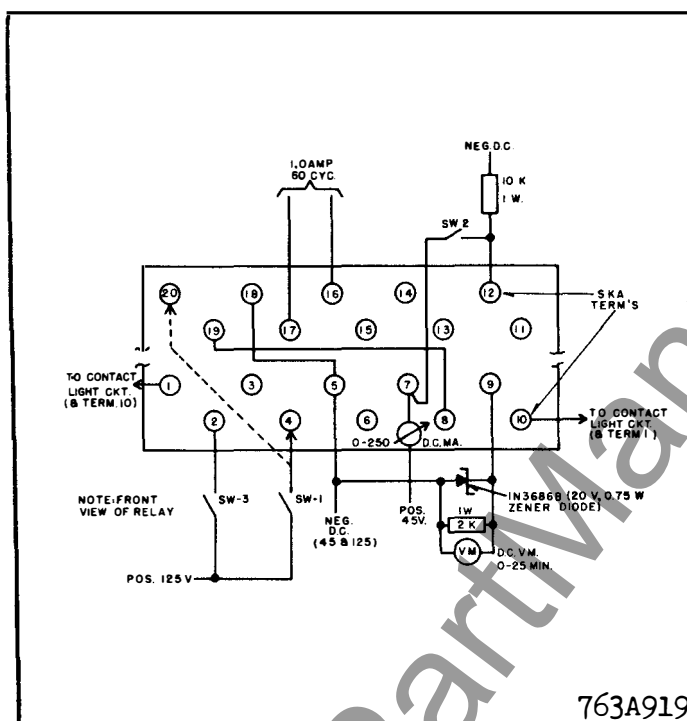 NEG.D.C.
1.0AMP
60 CYC.
10 K
1 W.
SW 2
20
18
16
14
12
SKA
TERM'S
19
17
15
13
11
TO CONTACT
LIGHT CKT.
(& TERM.10)
1
3
5
7
9
2
4
6
8
10
TO CONTACT
LIGHT CKT.
(& TERM 1)
0-250
D.C.MA.
NOTE:FRONT
VIEW OF RELAY
SW-3
SW-1
NEG.
D.C.
(45 & 125)
POS.
45V.
IN3686B (20 V, 0.75 W
ZENER DIODE)
1W
2 K
VM
D.C. V.M.
0-25 MIN.
POS. 125V
763A919
PartMan